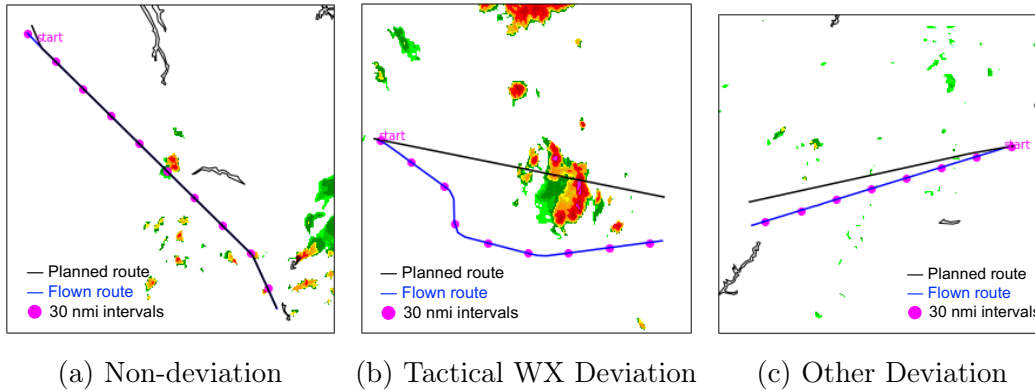 start
Planned route
Flown route
30 nmi intervals
start
Planned route
Flown route
30 nmi intervals
start
Planned route
Flown route
30 nmi intervals
(a) Non-deviation
(b) Tactical WX Deviation
(c) Other Deviation